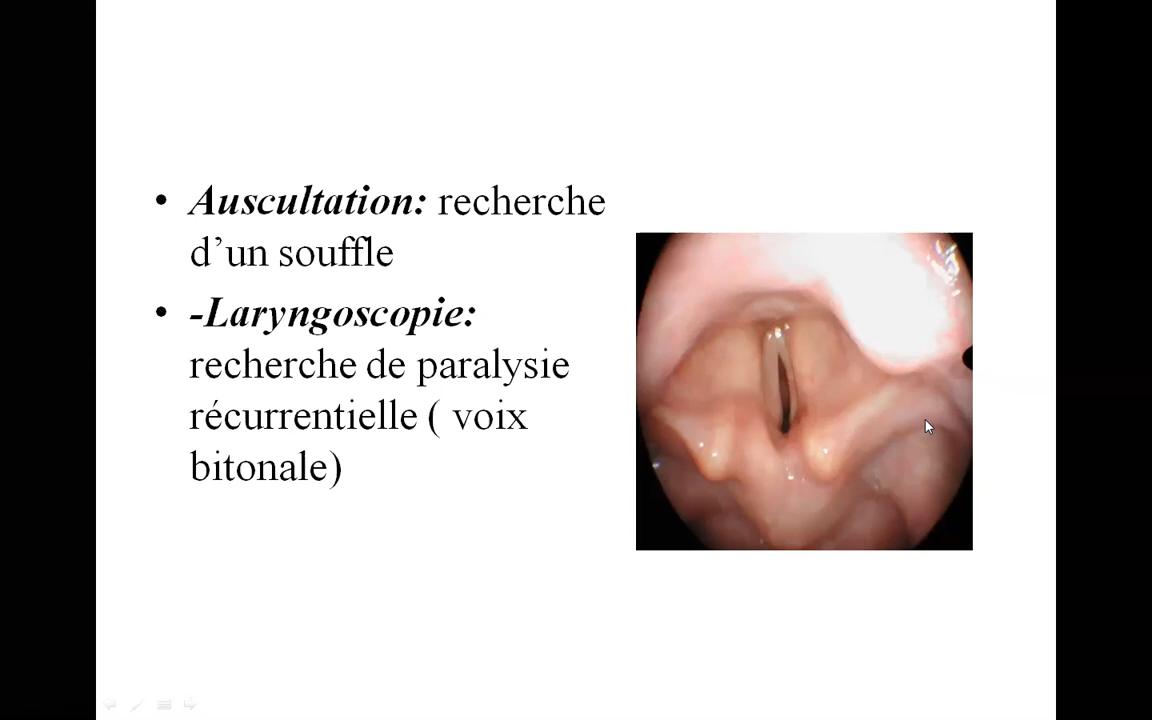 • Auscultation: recherche
d’un souffle
• -Laryngoscopie:
recherche de paralysie
récurrentielle ( voix
bitonale)